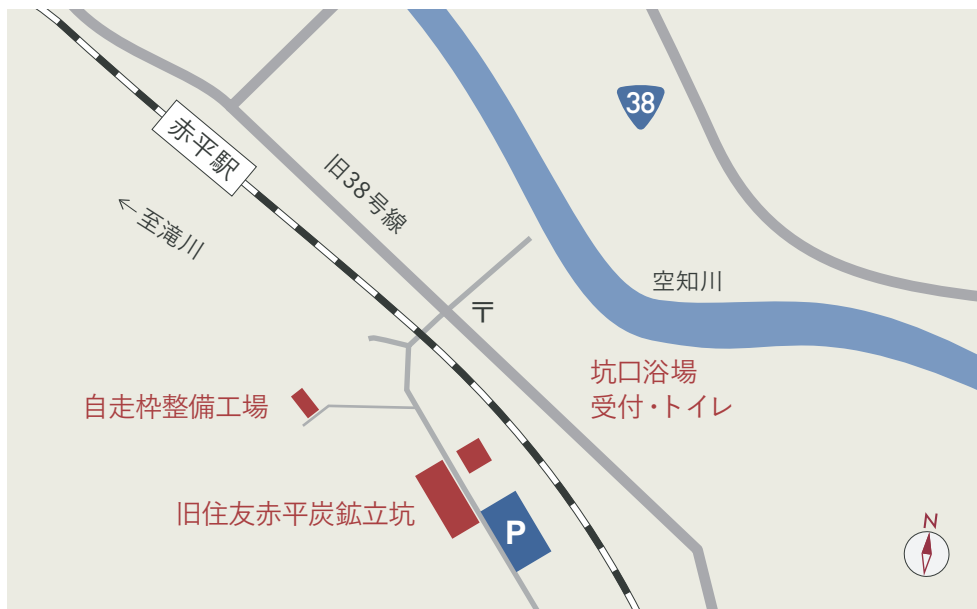 38
赤平駅
旧38号線
←至滝川
空知川
〒
坑口浴場
受付・トイレ
自走枠整備工場
旧住友赤平炭鉱立坑
P
N